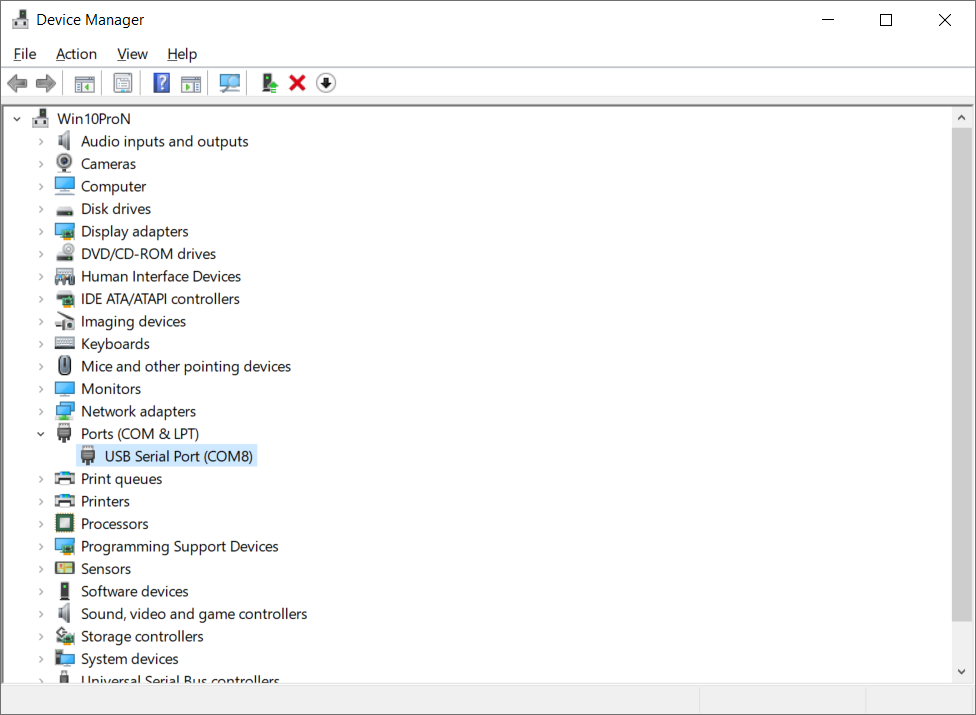 Device Manager
File Action View Help
Win10ProN
Audio inputs and outputs
Cameras
Computer
Disk drives
Display adapters
DVD/CD-ROM drives
Human Interface Devices
IDE ATA/ATAPI controllers
Imaging devices
Keyboards
Mice and other pointing devices
Monitors
Network adapters
Ports (COM & LPT)
USB Serial Port (COM8)
Print queues
Printers
Processors
Programming Support Devices
Sensors
Software devices
Sound, video and game controllers
Storage controllers
System devices
Universal Serial Bus controllers